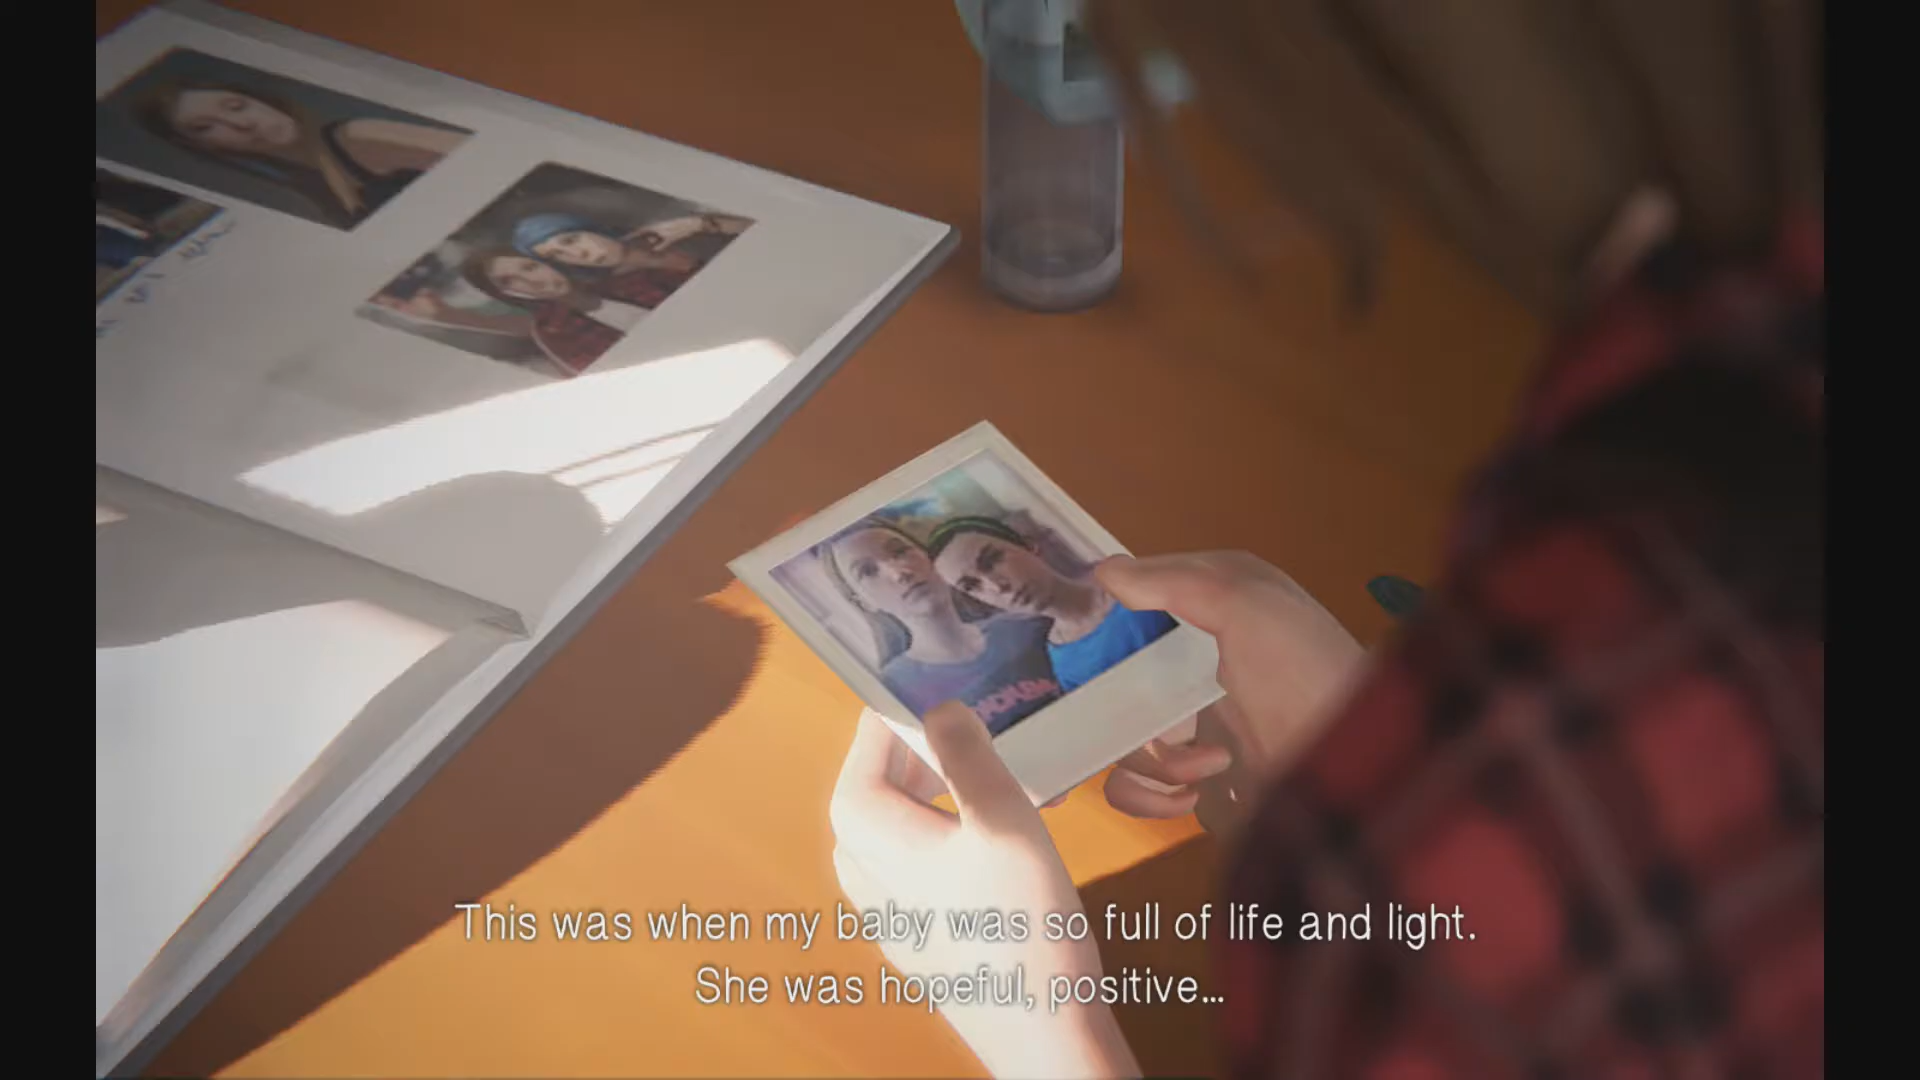 This was when my baby was so full of life and light.
She was hopeful, positive...